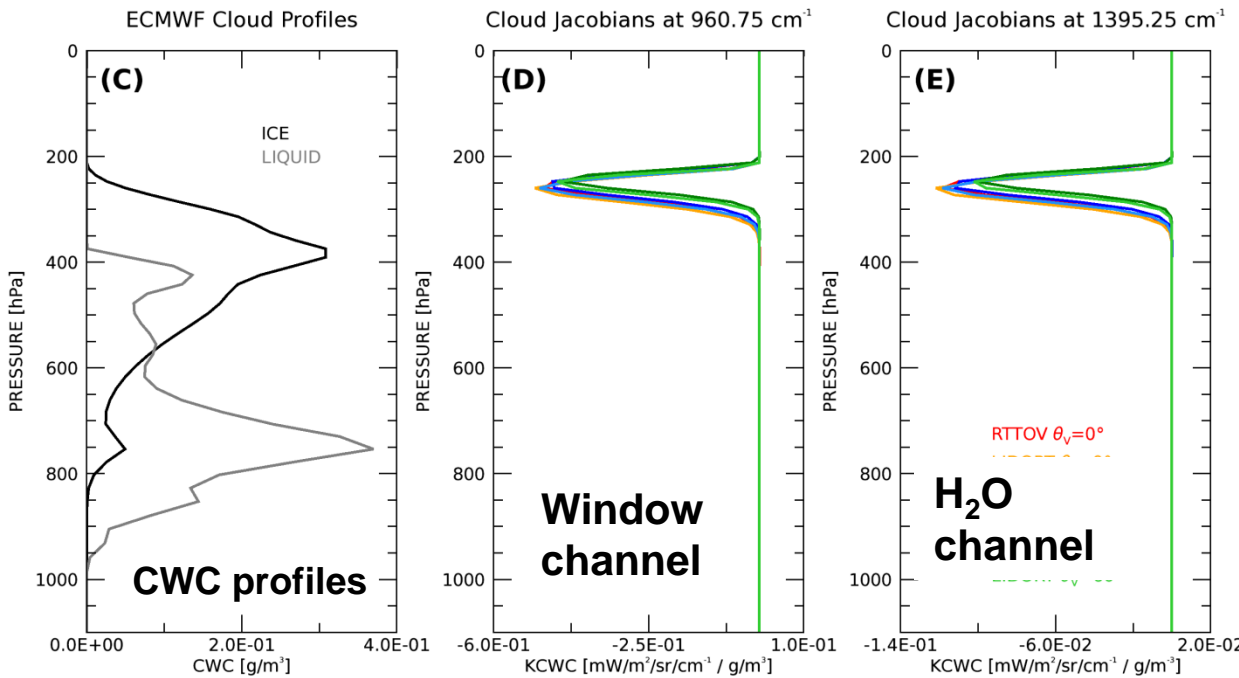 ECMWF Cloud Profiles
(C)
ICE
LIQUID
PRESSURE [hPa]
0
200
400
600
800
1000
CWC profiles
0.0E+00
2.0E-01
4.0E-01
CWC [g/m³]
Cloud Jacobians at 960.75 cm⁻¹
(D)
PRESSURE [hPa]
0
200
400
600
800
1000
Window
channel
-6.0E-01
-2.5E-01
1.0E-01
KCWC [mW/m²/sr/cm⁻¹ / g/m³]
Cloud Jacobians at 1395.25 cm⁻¹
(E)
PRESSURE [hPa]
0
200
400
600
800
1000
RTTOV θᵥ=0°
H₂O
channel
-1.4E-01
-6.0E-02
2.0E-02
KCWC [mW/m²/sr/cm⁻¹ / g/m³]